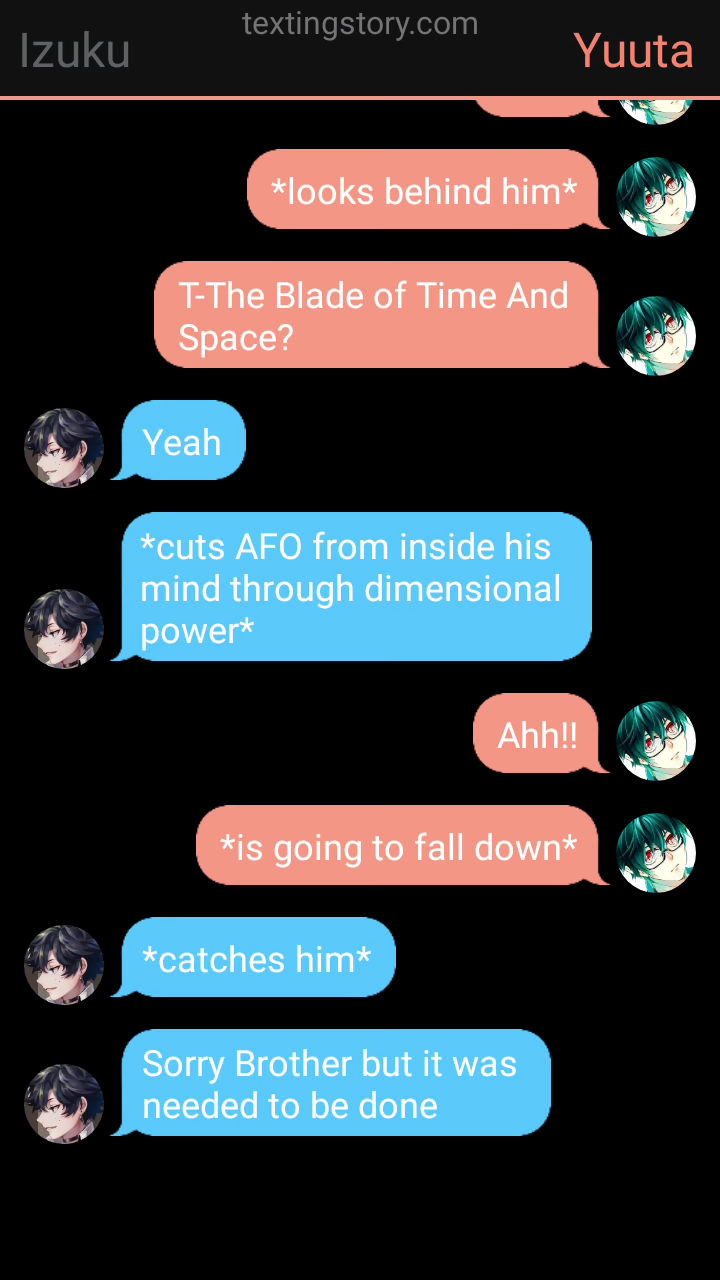 textingstory.com
Izuku
Yuuta
*looks behind him*
T-The Blade of Time And
Space?
Yeah
*cuts AFO from inside his
mind through dimensional
power*
Ahh!!
*is going to fall down*
*catches him*
Sorry Brother but it was
needed to be done